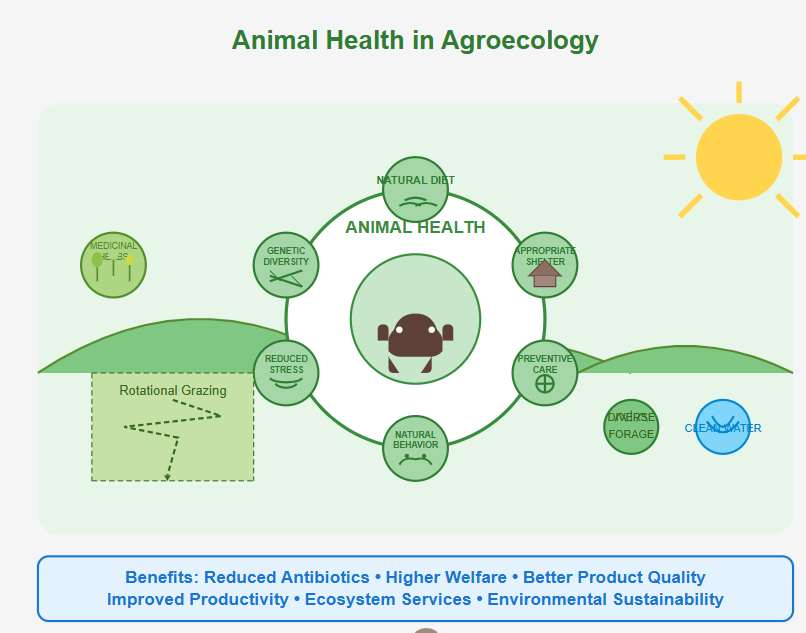 Animal Health in Agroecology
NATURAL DIET
ANIMAL HEALTH
MEDICINAL
HERBS
GENETIC
DIVERSITY
APPROPRIATE
SHELTER
REDUCED
STRESS
PREVENTIVE
CARE
Rotational Grazing
DIVERSE
FORAGE
CLEAN WATER
NATURAL
BEHAVIOR
Benefits: Reduced Antibiotics • Higher Welfare • Better Product Quality
Improved Productivity • Ecosystem Services • Environmental Sustainability